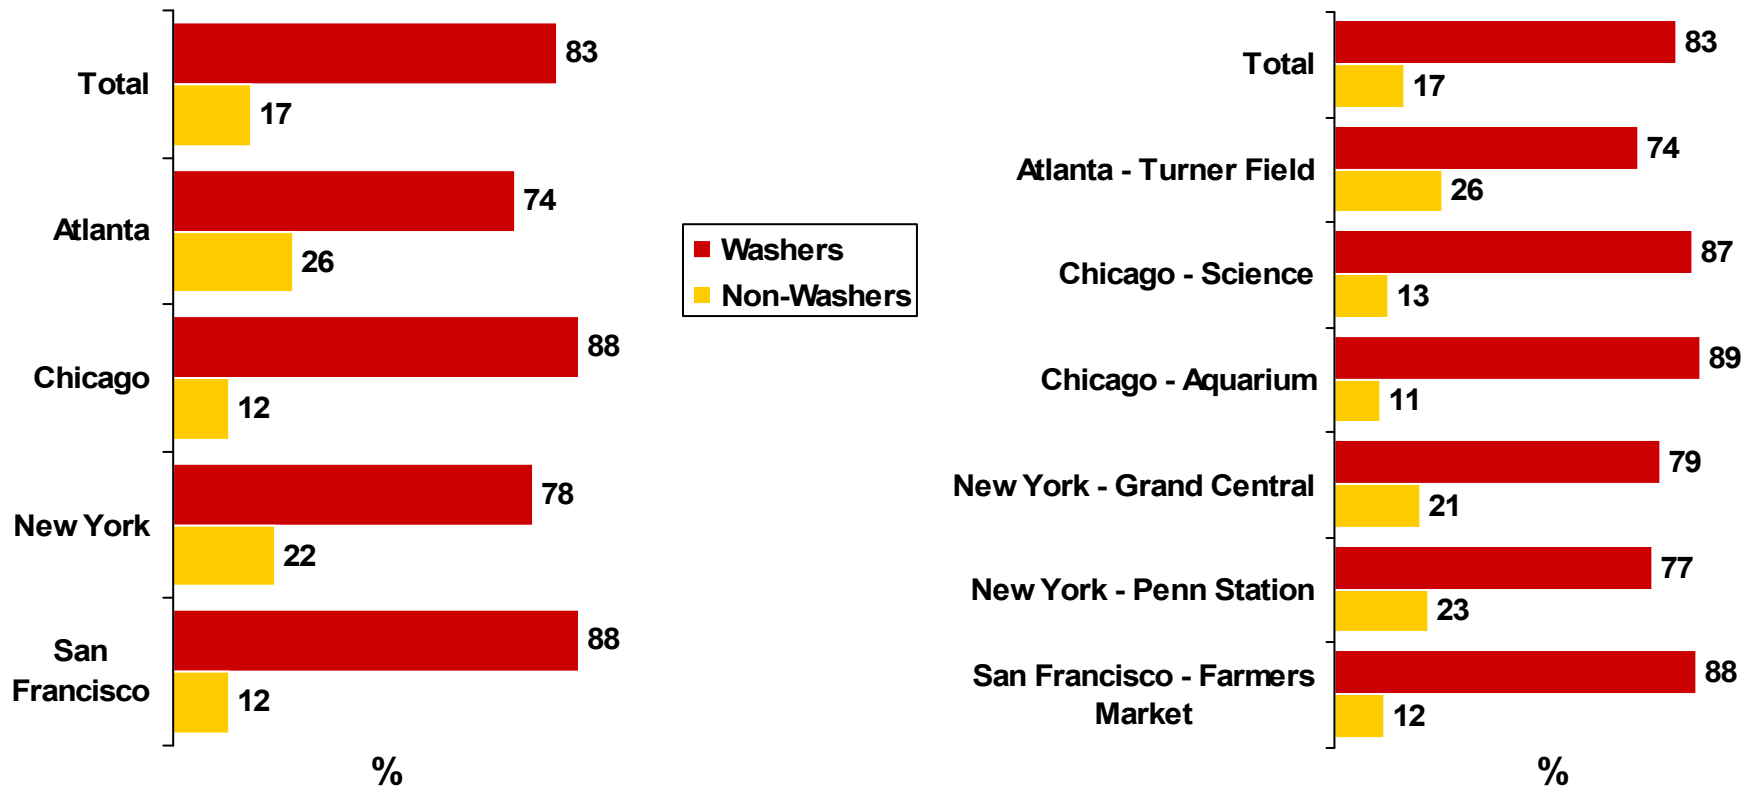 Total
83
17
Atlanta
74
26
Chicago
88
12
New York
78
22
San
Francisco
88
12
%
Washers
Non-Washers
Total
83
17
Atlanta - Turner Field
74
26
Chicago - Science
87
13
Chicago - Aquarium
89
11
New York - Grand Central
79
21
New York - Penn Station
77
23
San Francisco - Farmers
Market
88
12
%